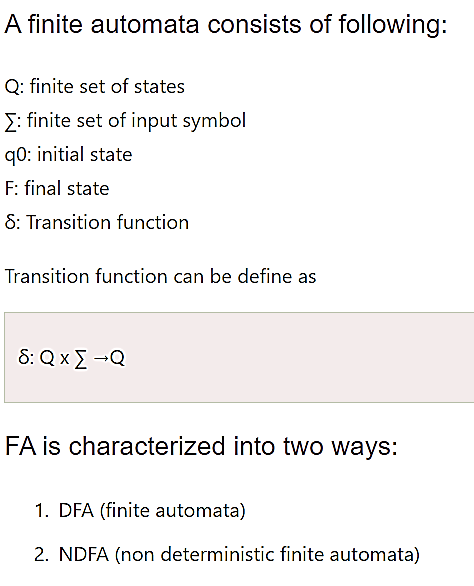 A finite automata consists of following:
Q: finite set of states
∑: finite set of input symbol
q0: initial state
F: final state
δ: Transition function
Transition function can be define as
δ: Q x ∑ →Q
FA is characterized into two ways:
1. DFA (finite automata)
2. NDFA (non deterministic finite automata)